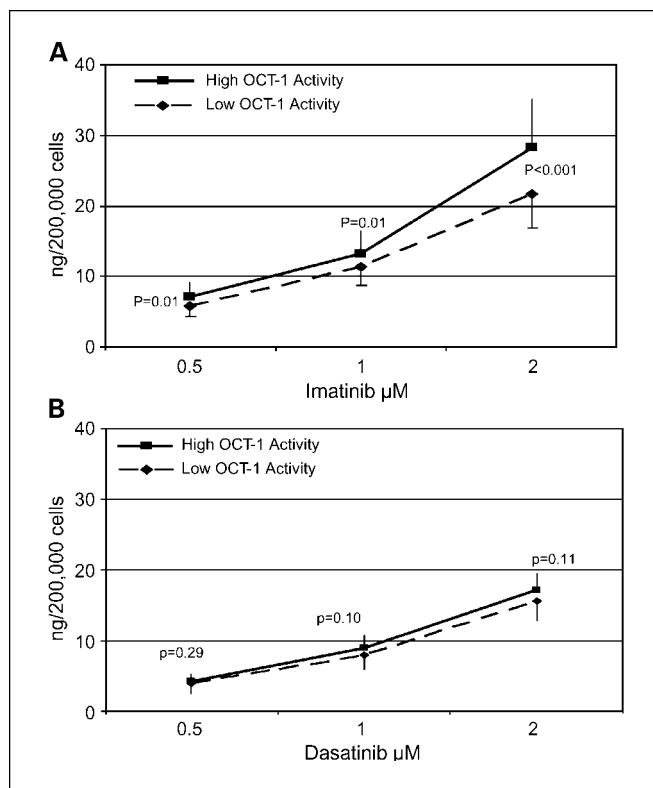 A
40
High OCT-1 Activity
Low OCT-1 Activity
30
P<0.001
ng/200,000 cells
20
P=0.01
10
P=0.01
0
0.5 1 2
Imatinib µM
B
40
High OCT-1 Activity
Low OCT-1 Activity
30
ng/200,000 cells
20
p=0.11
p=0.10
10
p=0.29
0
0.5 1 2
Dasatinib µM